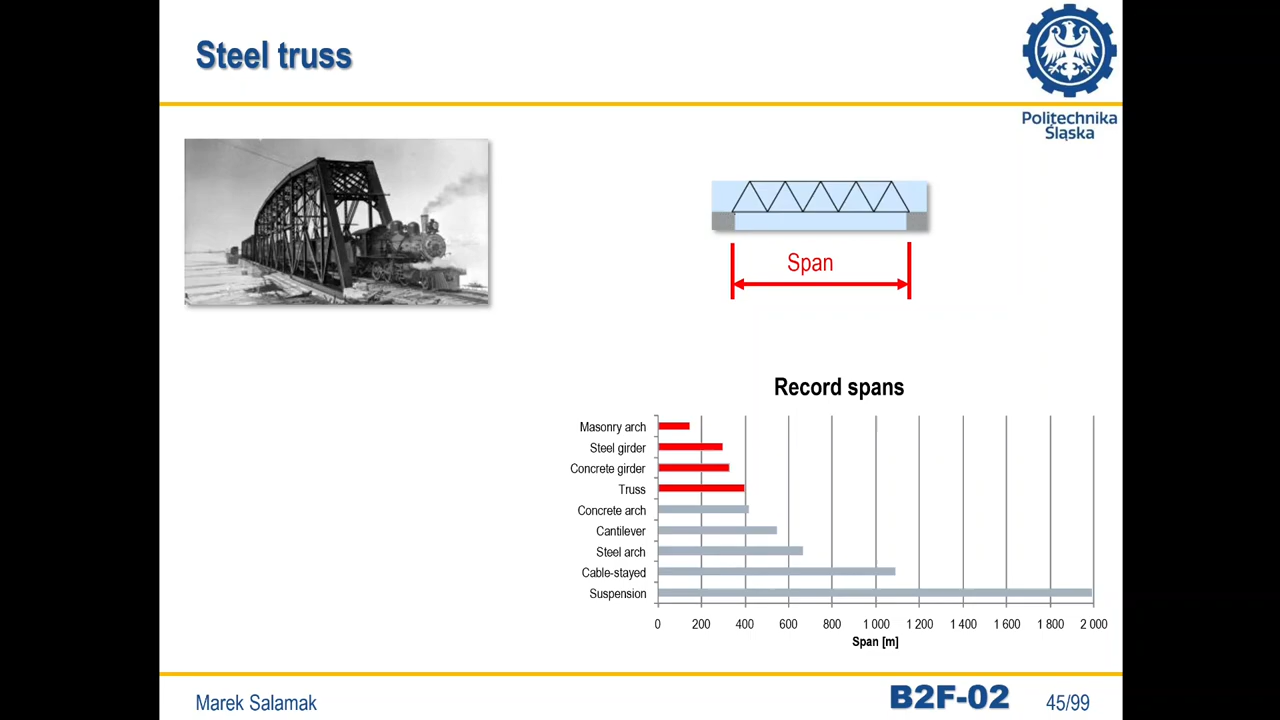 Steel truss
Politechnika
Śląska
Span
Record spans
Masonry arch
Steel girder
Concrete girder
Truss
Concrete arch
Cantilever
Steel arch
Cable-stayed
Suspension
0 200 400 600 800 1 000 1 200 1 400 1 600 1 800 2 000
Span [m]
Marek Salamak B2F-02 45/99